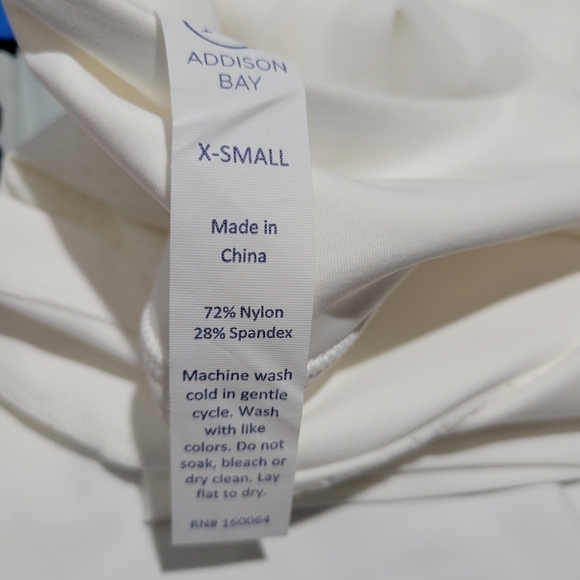 ADDISON
BAY
X-SMALL
Made in
China
72% Nylon
28% Spandex
Machine wash
cold in gentle
cycle. Wash
with like
colors. Do not
soak, bleach or
dry clean. Lay
flat to dry.
RN# 160064